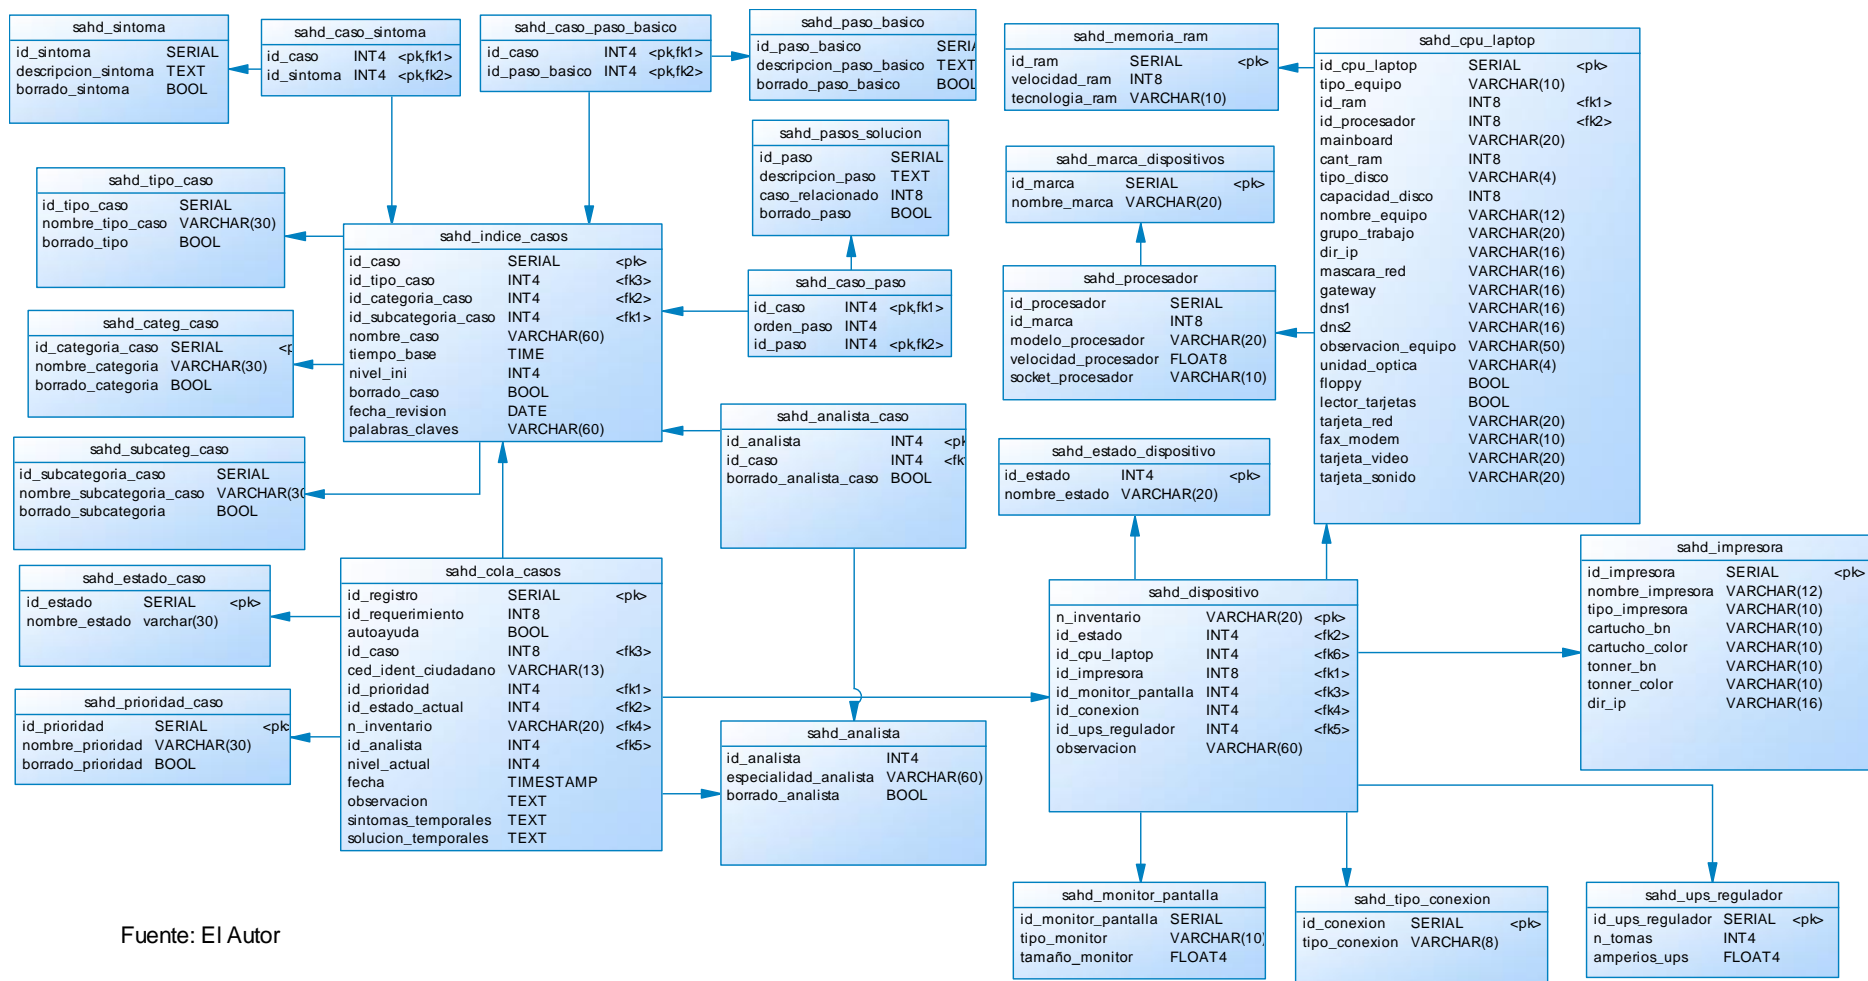 sahd_sintoma
id_sintoma SERIAL
descripcion_sintoma TEXT
borrado_sintoma BOOL
sahd_caso_sintoma
id_caso INT4 <pk,fk1>
id_sintoma INT4 <pk,fk2>
sahd_caso_paso_basico
id_caso INT4 <pk,fk1>
id_paso_basico INT4 <pk,fk2>
sahd_paso_basico
id_paso_basico SERIA
descripcion_paso_basico TEXT
borrado_paso_basico BOOL
sahd_memoria_ram
id_ram SERIAL <pk>
velocidad_ram INT8
tecnologia_ram VARCHAR(10)
sahd_cpu_laptop
id_cpu_laptop SERIAL <pk>
tipo_equipo VARCHAR(10)
id_ram INT8 <fk1>
id_procesador INT8 <fk2>
mainboard VARCHAR(20)
cant_ram INT8
tipo_disco VARCHAR(4)
capacidad_disco INT8
nombre_equipo VARCHAR(12)
grupo_trabajo VARCHAR(20)
dir_ip VARCHAR(16)
mascara_red VARCHAR(16)
gateway VARCHAR(16)
dns1 VARCHAR(16)
dns2 VARCHAR(16)
observacion_equipo VARCHAR(50)
unidad_optica VARCHAR(4)
floppy BOOL
lector_tarjetas BOOL
tarjeta_red VARCHAR(20)
fax_modem VARCHAR(10)
tarjeta_video VARCHAR(20)
tarjeta_sonido VARCHAR(20)
sahd_pasos_solucion
id_paso SERIAL
descripcion_paso TEXT
caso_relacionado INT8
borrado_paso BOOL
sahd_marca_dispositivos
id_marca SERIAL <pk>
nombre_marca VARCHAR(20)
sahd_tipo_caso
id_tipo_caso SERIAL
nombre_tipo_caso VARCHAR(30)
borrado_tipo BOOL
sahd_indice_casos
id_caso SERIAL <pk>
id_tipo_caso INT4 <fk3>
id_categoria_caso INT4 <fk2>
id_subcategoria_caso INT4 <fk1>
nombre_caso VARCHAR(60)
tiempo_base TIME
nivel_ini INT4
borrado_caso BOOL
fecha_revision DATE
palabras_claves VARCHAR(60)
sahd_caso_paso
id_caso INT4 <pk,fk1>
orden_paso INT4
id_paso INT4 <pk,fk2>
sahd_procesador
id_procesador SERIAL
id_marca INT8
modelo_procesador VARCHAR(20)
velocidad_procesador FLOAT8
socket_procesador VARCHAR(10)
sahd_categ_caso
id_categoria_caso SERIAL <p
nombre_categoria VARCHAR(30)
borrado_categoria BOOL
sahd_analista_caso
id_analista INT4 <pk
id_caso INT4 <fk
borrado_analista_caso BOOL
sahd_subcateg_caso
id_subcategoria_caso SERIAL
nombre_subcategoria_caso VARCHAR(30
borrado_subcategoria BOOL
sahd_estado_dispositivo
id_estado INT4 <pk>
nombre_estado VARCHAR(20)
sahd_estado_caso
id_estado SERIAL <pk>
nombre_estado varchar(30)
sahd_cola_casos
id_registro SERIAL <pk>
id_requerimiento INT8
autoayuda BOOL
id_caso INT8 <fk3>
ced_ident_ciudadano VARCHAR(13)
id_prioridad INT4 <fk1>
id_estado_actual INT4 <fk2>
n_inventario VARCHAR(20) <fk4>
id_analista INT4 <fk5>
nivel_actual INT4
fecha TIMESTAMP
observacion TEXT
sintomas_temporales TEXT
solucion_temporales TEXT
sahd_dispositivo
n_inventario VARCHAR(20) <pk>
id_estado INT4 <fk2>
id_cpu_laptop INT4 <fk6>
id_impresora INT8 <fk1>
id_monitor_pantalla INT4 <fk3>
id_conexion INT4 <fk4>
id_ups_regulador INT4 <fk5>
observacion VARCHAR(60)
sahd_impresora
id_impresora SERIAL <pk>
nombre_impresora VARCHAR(12)
tipo_impresora VARCHAR(10)
cartucho_bn VARCHAR(10)
cartucho_color VARCHAR(10)
tonner_bn VARCHAR(10)
tonner_color VARCHAR(10)
dir_ip VARCHAR(16)
sahd_prioridad_caso
id_prioridad SERIAL <pk
nombre_prioridad VARCHAR(30)
borrado_prioridad BOOL
sahd_analista
id_analista INT4
especialidad_analista VARCHAR(60)
borrado_analista BOOL
sahd_monitor_pantalla
id_monitor_pantalla SERIAL
tipo_monitor VARCHAR(10)
tamaño_monitor FLOAT4
sahd_tipo_conexion
id_conexion SERIAL <pk>
tipo_conexion VARCHAR(8)
sahd_ups_regulador
id_ups_regulador SERIAL <pk>
n_tomas INT4
amperios_ups FLOAT4
Fuente: El Autor